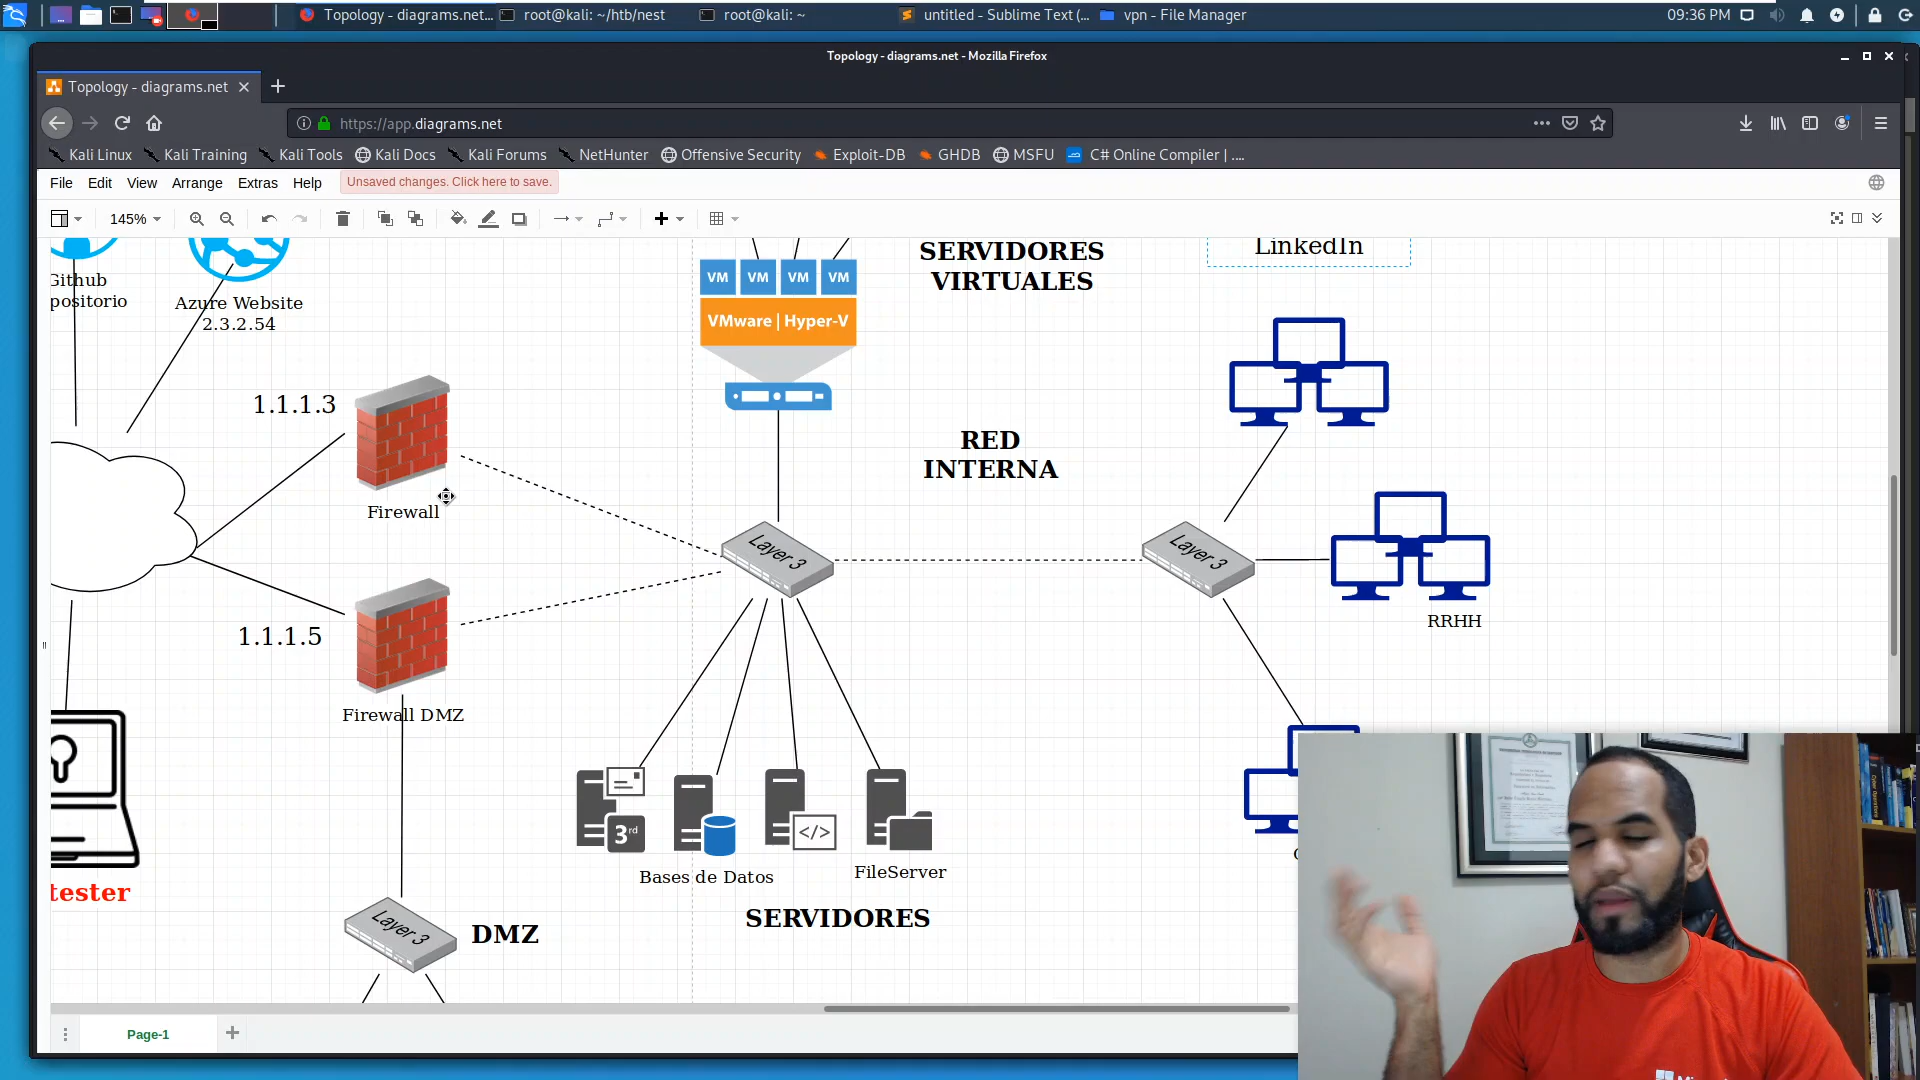 Topology - diagrams.net...
root@kali: ~/htb/nest
root@kali: ~
untitled - Sublime Text (...
vpn - File Manager
09:36 PM
Topology - diagrams.net - Mozilla Firefox
Topology - diagrams.net
https://app.diagrams.net
Kali Linux
Kali Training
Kali Tools
Kali Docs
Kali Forums
NetHunter
Offensive Security
Exploit-DB
GHDB
MSFU
C# Online Compiler | ....
File
Edit
View
Arrange
Extras
Help
Unsaved changes. Click here to save.
145%
Github
positorio
Azure Website
2.3.2.54
VM VM VM VM
VMware | Hyper-V
SERVIDORES
VIRTUALES
LinkedIn
1.1.1.3
Firewall
RED
INTERNA
Layer 3
Layer 3
RRHH
1.1.1.5
Firewall DMZ
3rd
</>
Bases de Datos
FileServer
SERVIDORES
tester
Layer 3
DMZ
Page-1